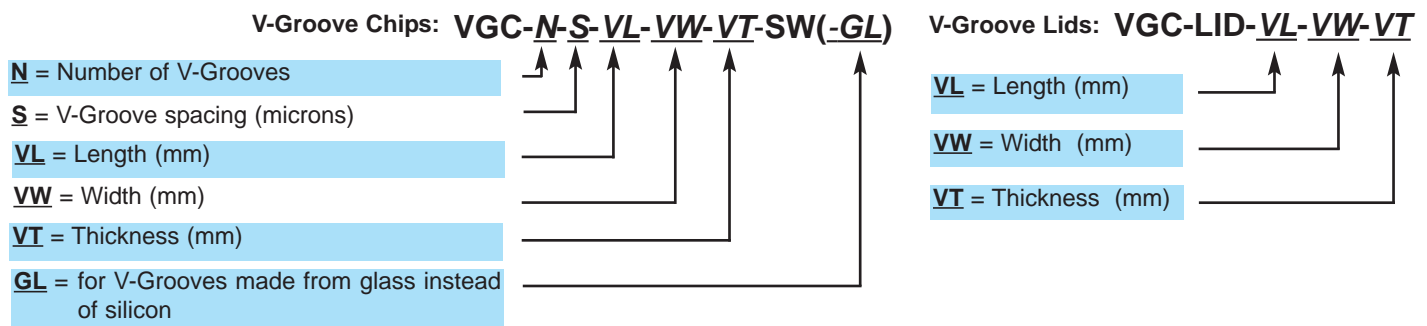 V-Groove Chips: VGC-N-S-VL-VW-VT-SW(-GL)
N = Number of V-Grooves
S = V-Groove spacing (microns)
VL = Length (mm)
VW = Width (mm)
VT = Thickness (mm)
GL = for V-Grooves made from glass instead
of silicon
V-Groove Lids: VGC-LID-VL-VW-VT
VL = Length (mm)
VW = Width (mm)
VT = Thickness (mm)